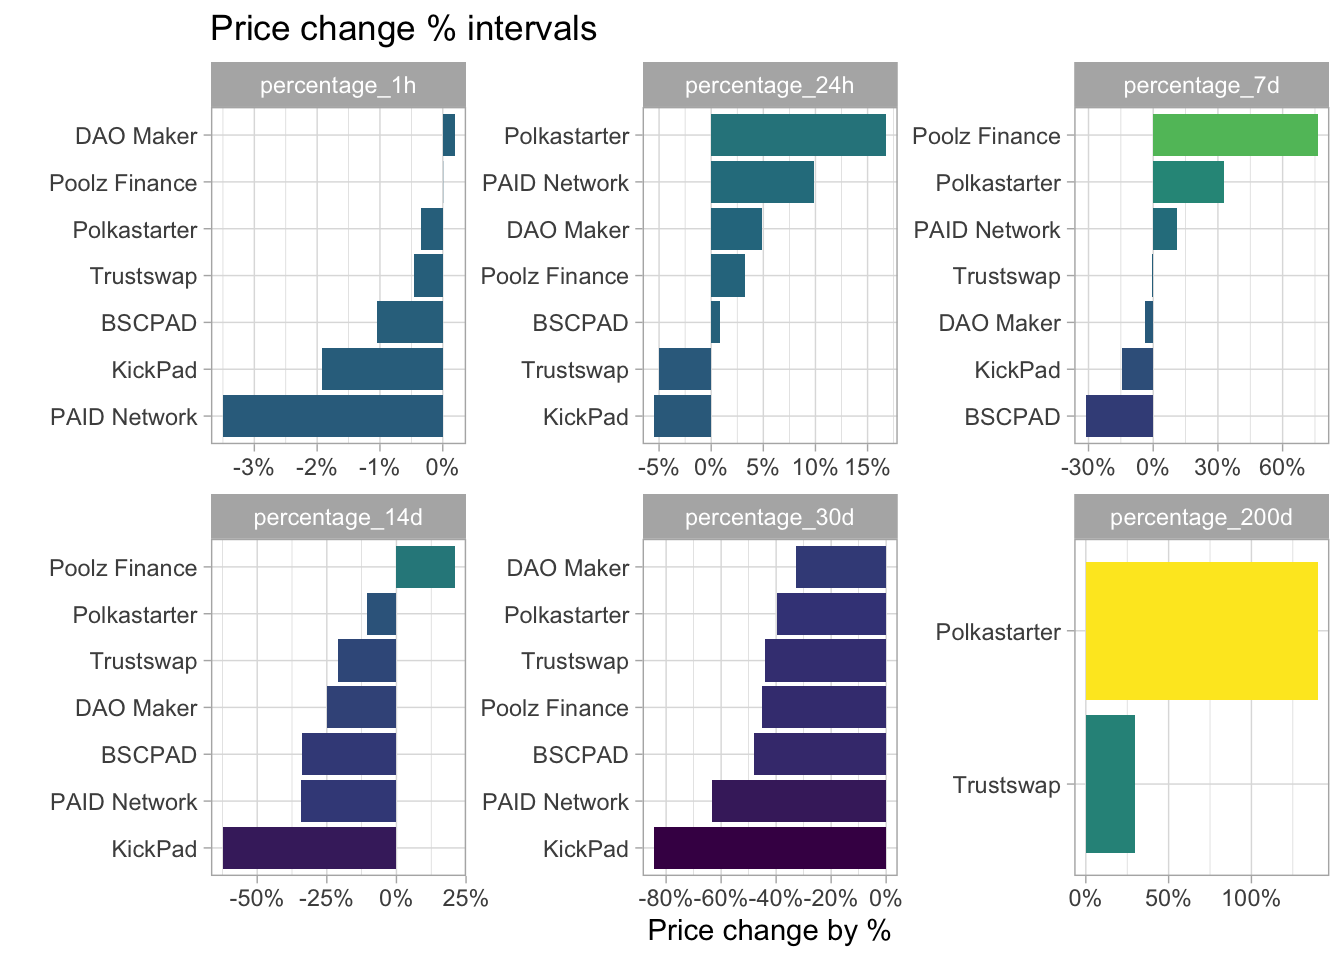 Price change % intervals
percentage_1h
DAO Maker
Poolz Finance
Polkastarter
Trustswap
BSCPAD
KickPad
PAID Network
-3% -2% -1% 0%
percentage_24h
Polkastarter
PAID Network
DAO Maker
Poolz Finance
BSCPAD
Trustswap
KickPad
-5% 0% 5% 10% 15%
percentage_7d
Poolz Finance
Polkastarter
PAID Network
Trustswap
DAO Maker
KickPad
BSCPAD
-30% 0% 30% 60%
percentage_14d
Poolz Finance
Polkastarter
Trustswap
DAO Maker
BSCPAD
PAID Network
KickPad
-50% -25% 0% 25%
percentage_30d
DAO Maker
Polkastarter
Trustswap
Poolz Finance
BSCPAD
PAID Network
KickPad
-80% -60% -40% -20% 0%
percentage_200d
Polkastarter
Trustswap
0% 50% 100%
Price change by %